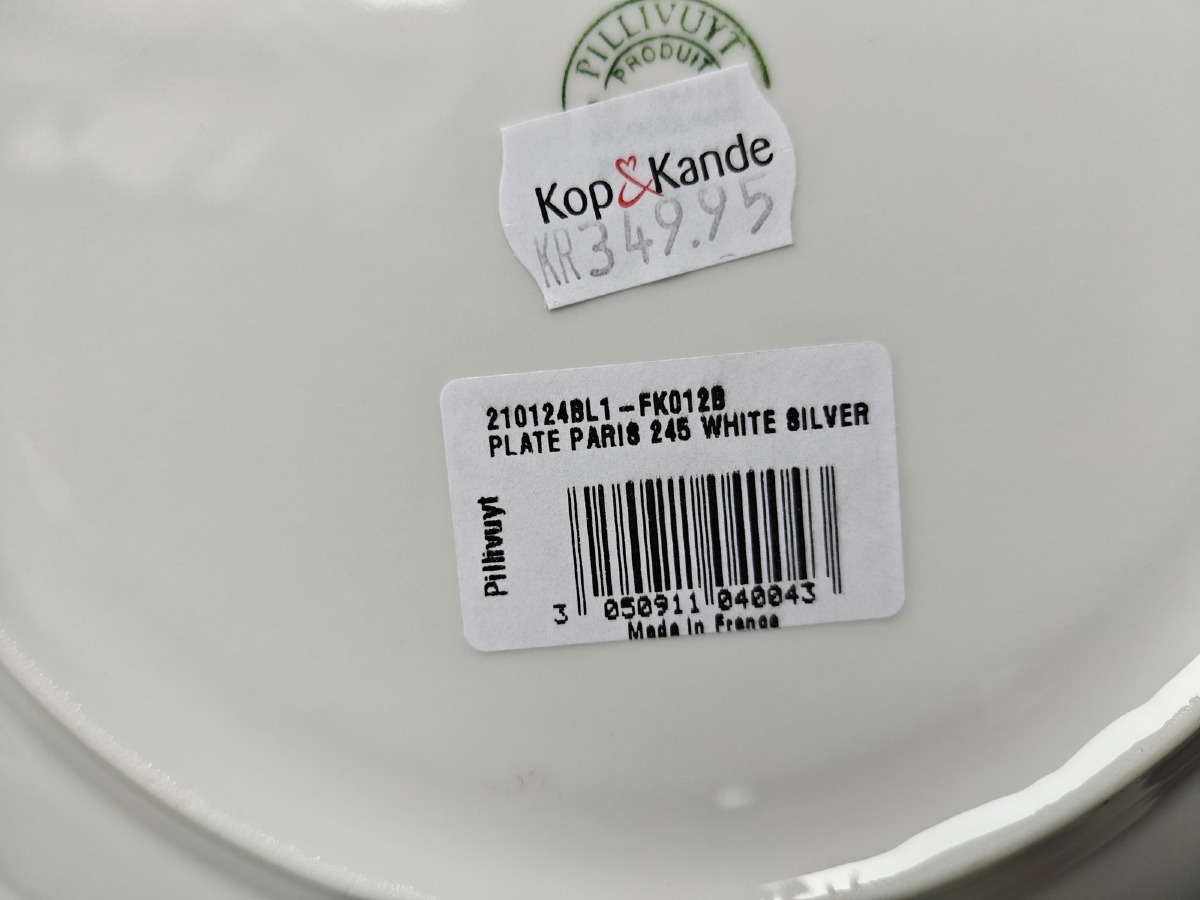 PILLIVUYT
PRODUIT
Kop&Kande
KR349.95
210124BL1-FK012B
PLATE PARIS 245 WHITE SILVER
Pillivuyt
3 050911 040043
Made in France